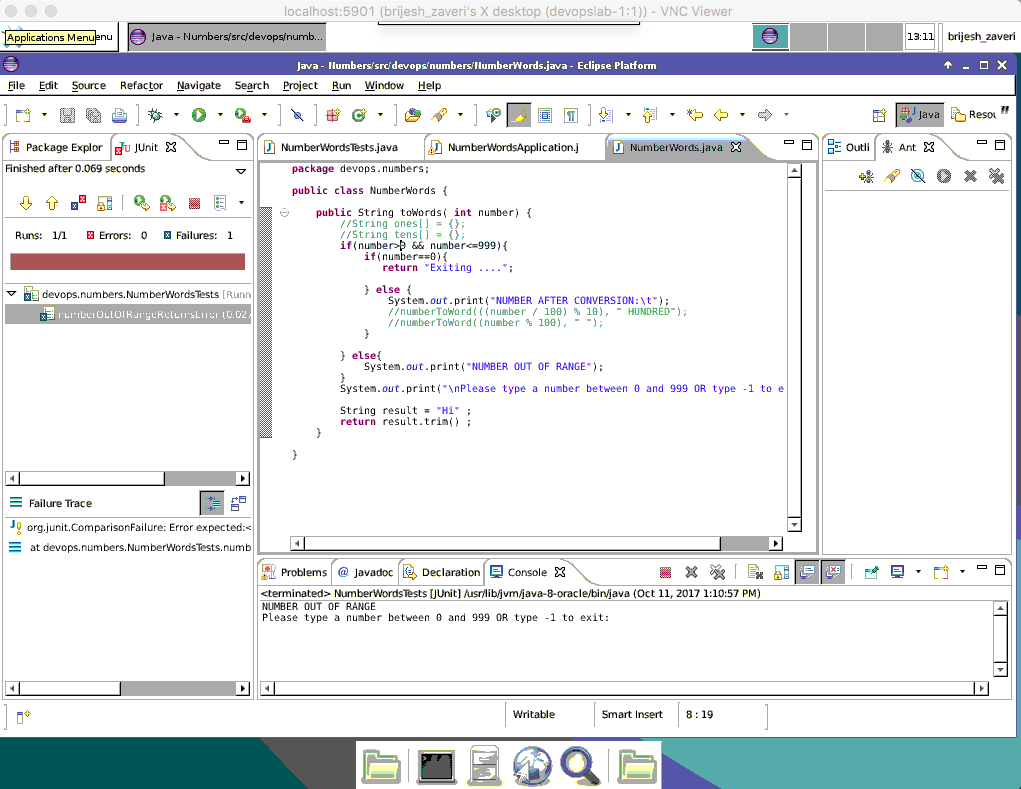 localhost:5901 (brijesh_zaveri's X desktop (devopslab-1:1)) - VNC Viewer
Applications Menu enu
Java - Numbers/src/devops/numb...
13:11
brijesh_zaveri
Java - Numbers/src/devops/numbers/NumberWords.java - Eclipse Platform
File Edit Source Refactor Navigate Search Project Run Window Help
Java
Resou
Package Explor
JUnit
NumberWordsTests.java
NumberWordsApplication.j
NumberWords.java
Outli
Ant
Finished after 0.069 seconds
Runs: 1/1 Errors: 0 Failures: 1
devops.numbers.NumberWordsTests [Runn
numberOutOfRangeReturnsError (0.027
Failure Trace
org.junit.ComparisonFailure: Error expected:<
at devops.numbers.NumberWordsTests.numb
package devops.numbers;
public class NumberWords {
public String toWords( int number) {
//String ones[] = {};
//String tens[] = {};
if(number>0 && number<=999){
if(number==0){
return "Exiting ....";
} else {
System.out.print("NUMBER AFTER CONVERSION:\t");
//numberToWord(((number / 100) % 10), " HUNDRED");
//numberToWord((number % 100), " ");
}
} else{
System.out.print("NUMBER OUT OF RANGE");
}
System.out.print("\nPlease type a number between 0 and 999 OR type -1 to e
String result = "Hi" ;
return result.trim() ;
}
}
Problems
@ Javadoc
Declaration
Console
<terminated> NumberWordsTests [JUnit] /usr/lib/jvm/java-8-oracle/bin/java (Oct 11, 2017 1:10:57 PM)
NUMBER OUT OF RANGE
Please type a number between 0 and 999 OR type -1 to exit:
Writable
Smart Insert
8 : 19